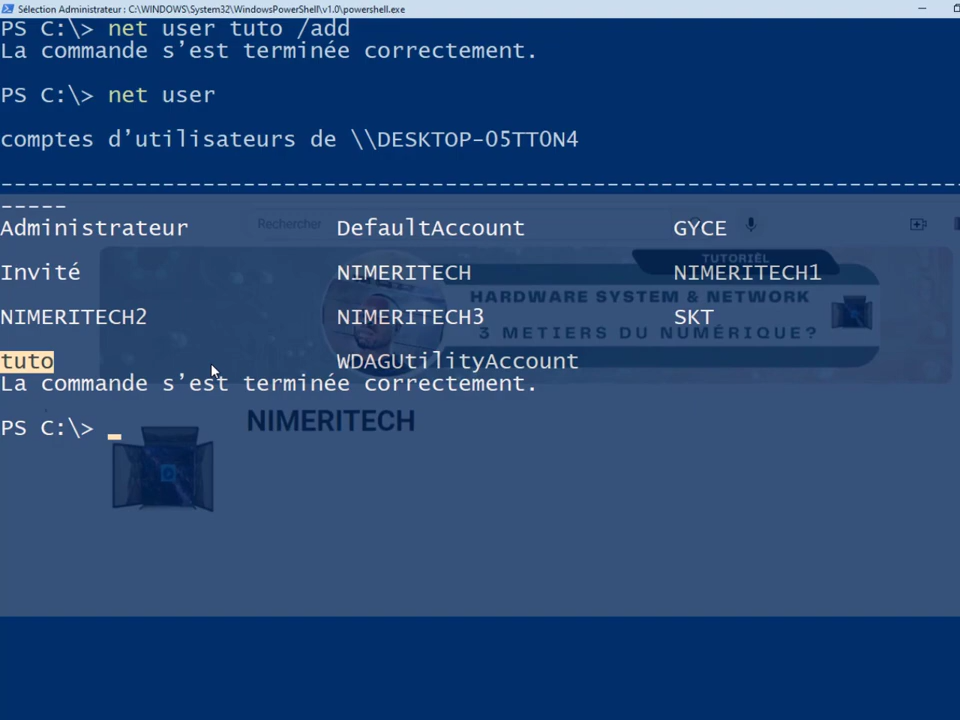 Sélection Administrateur : C:\WINDOWS\System32\WindowsPowerShell\v1.0\powershell.exe
PS C:\> net user tuto /add
La commande s’est terminée correctement.
PS C:\> net user
comptes d’utilisateurs de \\DESKTOP-05TT0N4
-----------------------------------------------------------------------
-----
Administrateur DefaultAccount GYCE
Rechercher
TUTORIEL
Invité NIMERITECH NIMERITECH1
HARDWARE SYSTEM & NETWORK
NIMERITECH2 NIMERITECH3 SKT
3 METIERS DU NUMÉRIQUE?
tuto WDAGUtilityAccount
La commande s’est terminée correctement.
NIMERITECH
PS C:\>